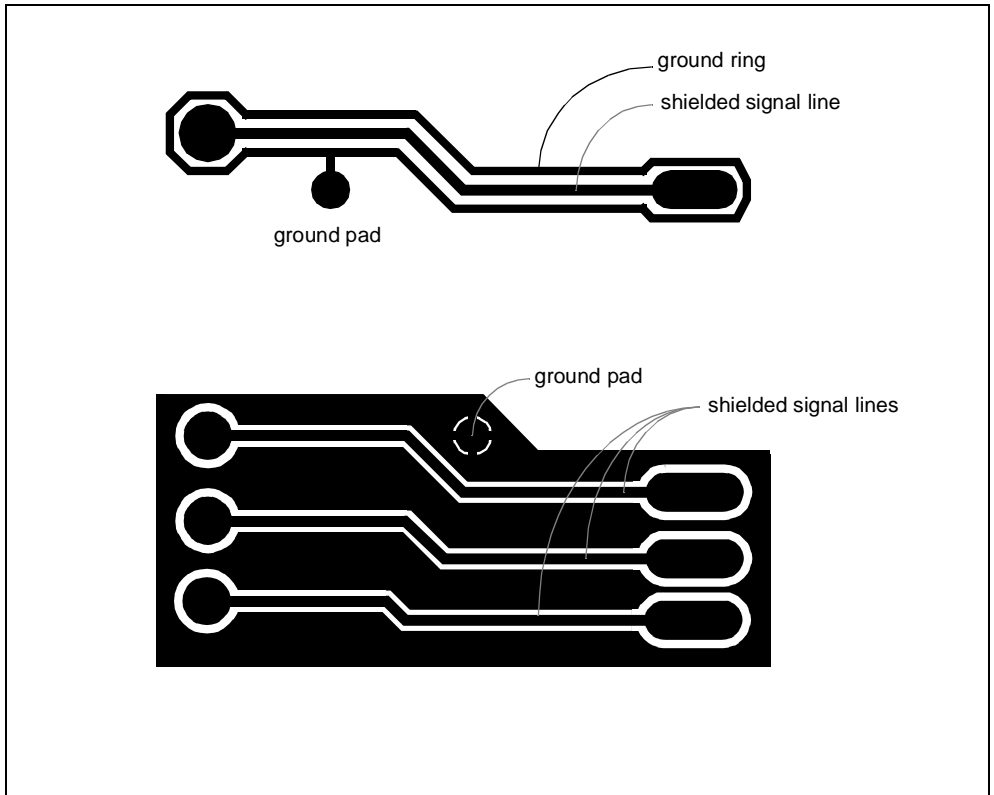 ground ring
shielded signal line
ground pad
ground pad
shielded signal lines